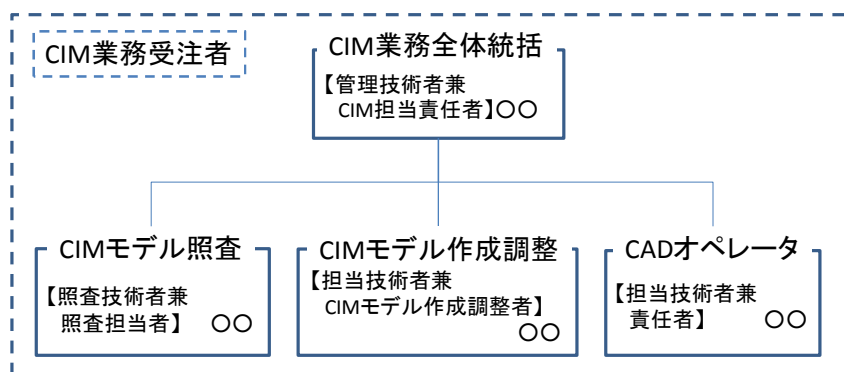 CIM業務受注者
CIM業務全体統括
【管理技術者兼
CIM担当責任者】〇〇
CIMモデル照査
【照査技術者兼
照査担当者】 〇〇
CIMモデル作成調整
【担当技術者兼
CIMモデル作成調整者】
〇〇
CADオペレータ
【担当技術者兼
責任者】 〇〇